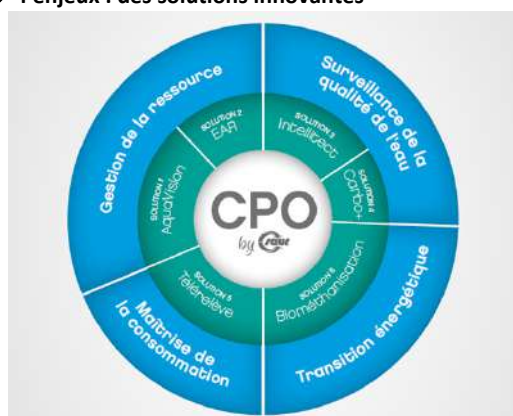 l'enjeu : des solutions innovantes
Gestion de la ressource
Surveillance de la
qualité de l'eau
SOLUTION 1
AquaVision
SOLUTION 2
EAR
SOLUTION 3
Intellitect
SOLUTION 4
Carbo+
CPO
by Saur
SOLUTION 5
Télérelève
SOLUTION 6
Biométhanisation
Maîtrise de
la consommation
Transition énergétique